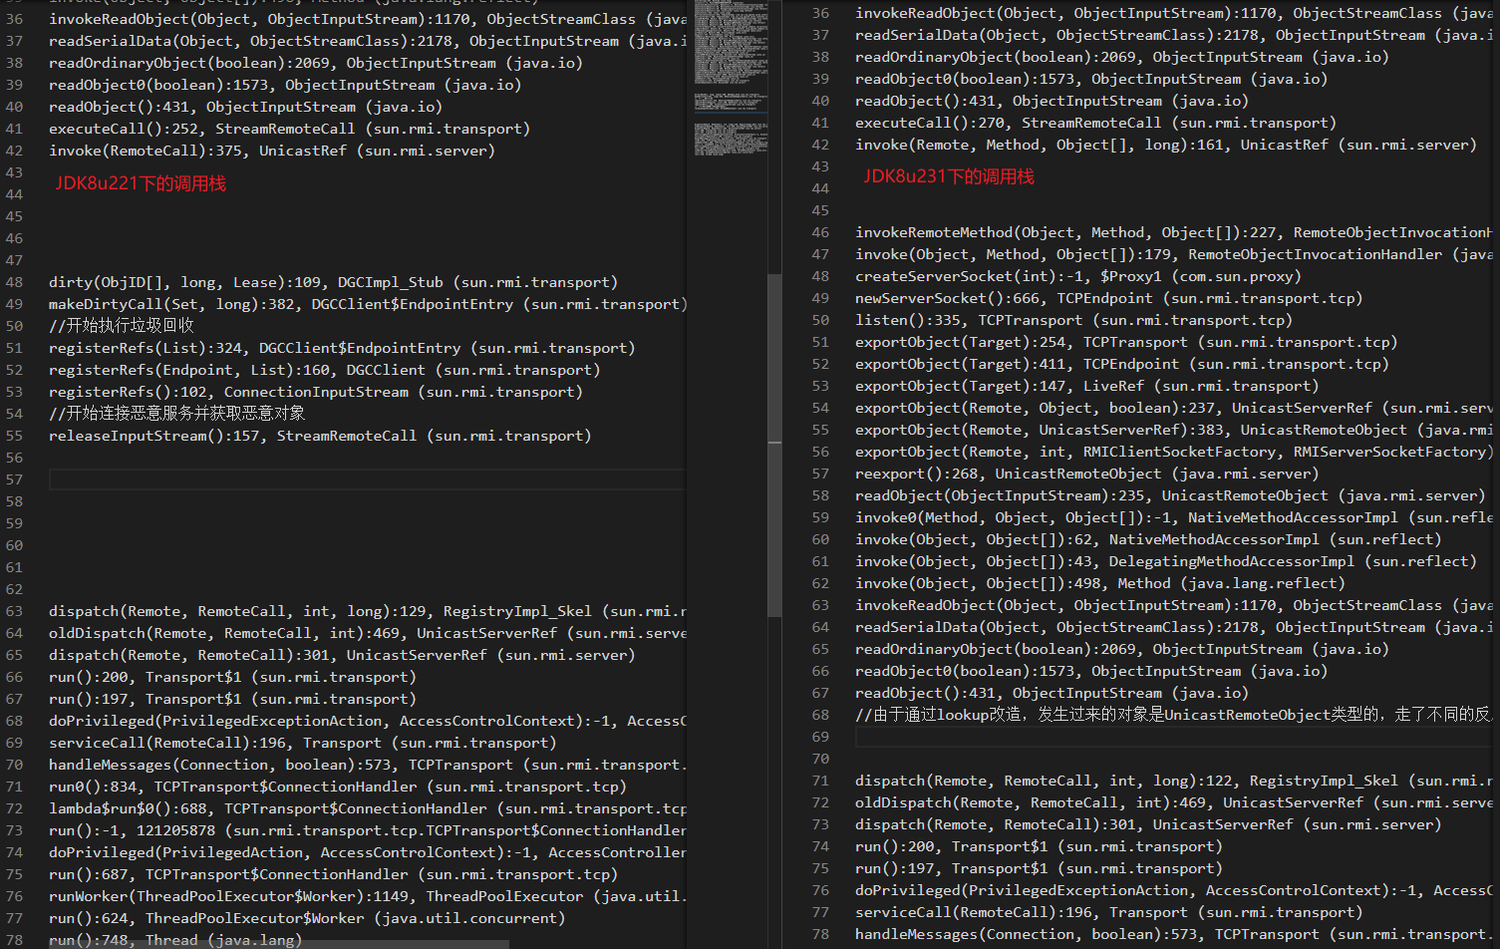 invoke(Object, Object[]):498, Method (java.lang.reflect)
36 invokeReadObject(Object, ObjectInputStream):1170, ObjectStreamClass (java
37 readSerialData(Object, ObjectStreamClass):2178, ObjectInputStream (java.i
38 readOrdinaryObject(boolean):2069, ObjectInputStream (java.io)
39 readObject0(boolean):1573, ObjectInputStream (java.io)
40 readObject():431, ObjectInputStream (java.io)
41 executeCall():252, StreamRemoteCall (sun.rmi.transport)
42 invoke(RemoteCall):375, UnicastRef (sun.rmi.server)
43
JDK8u221下的调用栈
44
45
46
47
48 dirty(ObjID[], long, Lease):109, DGCImpl_Stub (sun.rmi.transport)
49 makeDirtyCall(Set, long):382, DGCClient$EndpointEntry (sun.rmi.transport)
50 //开始执行垃圾回收
51 registerRefs(List):324, DGCClient$EndpointEntry (sun.rmi.transport)
52 registerRefs(Endpoint, List):160, DGCClient (sun.rmi.transport)
53 registerRefs():102, ConnectionInputStream (sun.rmi.transport)
54 //开始连接恶意服务并获取恶意对象
55 releaseInputStream():157, StreamRemoteCall (sun.rmi.transport)
56
57
58
59
60
61
62
63 dispatch(Remote, RemoteCall, int, long):129, RegistryImpl_Skel (sun.rmi.r
64 oldDispatch(Remote, RemoteCall, int):469, UnicastServerRef (sun.rmi.serve
65 dispatch(Remote, RemoteCall):301, UnicastServerRef (sun.rmi.server)
66 run():200, Transport$1 (sun.rmi.transport)
67 run():197, Transport$1 (sun.rmi.transport)
68 doPrivileged(PrivilegedExceptionAction, AccessControlContext):-1, AccessC
69 serviceCall(RemoteCall):196, Transport (sun.rmi.transport)
70 handleMessages(Connection, boolean):573, TCPTransport (sun.rmi.transport.
71 run0():834, TCPTransport$ConnectionHandler (sun.rmi.transport.tcp)
72 lambda$run$0():688, TCPTransport$ConnectionHandler (sun.rmi.transport.tcp
73 run():-1, 121205878 (sun.rmi.transport.tcp.TCPTransport$ConnectionHandler
74 doPrivileged(PrivilegedAction, AccessControlContext):-1, AccessController
75 run():687, TCPTransport$ConnectionHandler (sun.rmi.transport.tcp)
76 runWorker(ThreadPoolExecutor$Worker):1149, ThreadPoolExecutor (java.util.
77 run():624, ThreadPoolExecutor$Worker (java.util.concurrent)
78 run():748, Thread (java.lang)
36 invokeReadObject(Object, ObjectInputStream):1170, ObjectStreamClass (java
37 readSerialData(Object, ObjectStreamClass):2178, ObjectInputStream (java.i
38 readOrdinaryObject(boolean):2069, ObjectInputStream (java.io)
39 readObject0(boolean):1573, ObjectInputStream (java.io)
40 readObject():431, ObjectInputStream (java.io)
41 executeCall():270, StreamRemoteCall (sun.rmi.transport)
42 invoke(Remote, Method, Object[], long):161, UnicastRef (sun.rmi.server)
43
JDK8u231下的调用栈
44
45
46 invokeRemoteMethod(Object, Method, Object[]):227, RemoteObjectInvocationH
47 invoke(Object, Method, Object[]):179, RemoteObjectInvocationHandler (java
48 createServerSocket(int):-1, $Proxy1 (com.sun.proxy)
49 newServerSocket():666, TCPEndpoint (sun.rmi.transport.tcp)
50 listen():335, TCPTransport (sun.rmi.transport.tcp)
51 exportObject(Target):254, TCPTransport (sun.rmi.transport.tcp)
52 exportObject(Target):411, TCPEndpoint (sun.rmi.transport.tcp)
53 exportObject(Target):147, LiveRef (sun.rmi.transport)
54 exportObject(Remote, Object, boolean):237, UnicastServerRef (sun.rmi.serv
55 exportObject(Remote, UnicastServerRef):383, UnicastRemoteObject (java.rmi
56 exportObject(Remote, int, RMIClientSocketFactory, RMIServerSocketFactory)
57 reexport():268, UnicastRemoteObject (java.rmi.server)
58 readObject(ObjectInputStream):235, UnicastRemoteObject (java.rmi.server)
59 invoke0(Method, Object, Object[]):-1, NativeMethodAccessorImpl (sun.refle
60 invoke(Object, Object[]):62, NativeMethodAccessorImpl (sun.reflect)
61 invoke(Object, Object[]):43, DelegatingMethodAccessorImpl (sun.reflect)
62 invoke(Object, Object[]):498, Method (java.lang.reflect)
63 invokeReadObject(Object, ObjectInputStream):1170, ObjectStreamClass (java
64 readSerialData(Object, ObjectStreamClass):2178, ObjectInputStream (java.i
65 readOrdinaryObject(boolean):2069, ObjectInputStream (java.io)
66 readObject0(boolean):1573, ObjectInputStream (java.io)
67 readObject():431, ObjectInputStream (java.io)
68 //由于通过lookup改造，发生过来的对象是UnicastRemoteObject类型的，走了不同的反
69
70
71 dispatch(Remote, RemoteCall, int, long):122, RegistryImpl_Skel (sun.rmi.r
72 oldDispatch(Remote, RemoteCall, int):469, UnicastServerRef (sun.rmi.serve
73 dispatch(Remote, RemoteCall):301, UnicastServerRef (sun.rmi.server)
74 run():200, Transport$1 (sun.rmi.transport)
75 run():197, Transport$1 (sun.rmi.transport)
76 doPrivileged(PrivilegedExceptionAction, AccessControlContext):-1, AccessC
77 serviceCall(RemoteCall):196, Transport (sun.rmi.transport)
78 handleMessages(Connection, boolean):573, TCPTransport (sun.rmi.transport.